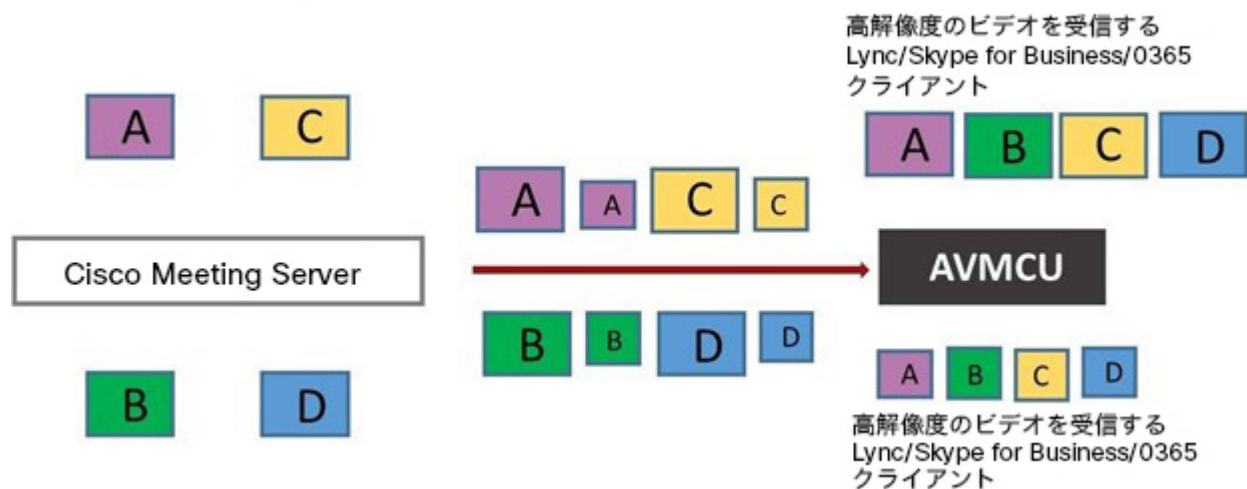 高解像度のビデオを受信する
Lync/Skype for Business/0365
クライアント
A C
A B C D
A A C C
Cisco Meeting Server
AVMCU
B B D D
B D
A B C D
高解像度のビデオを受信する
Lync/Skype for Business/0365
クライアント